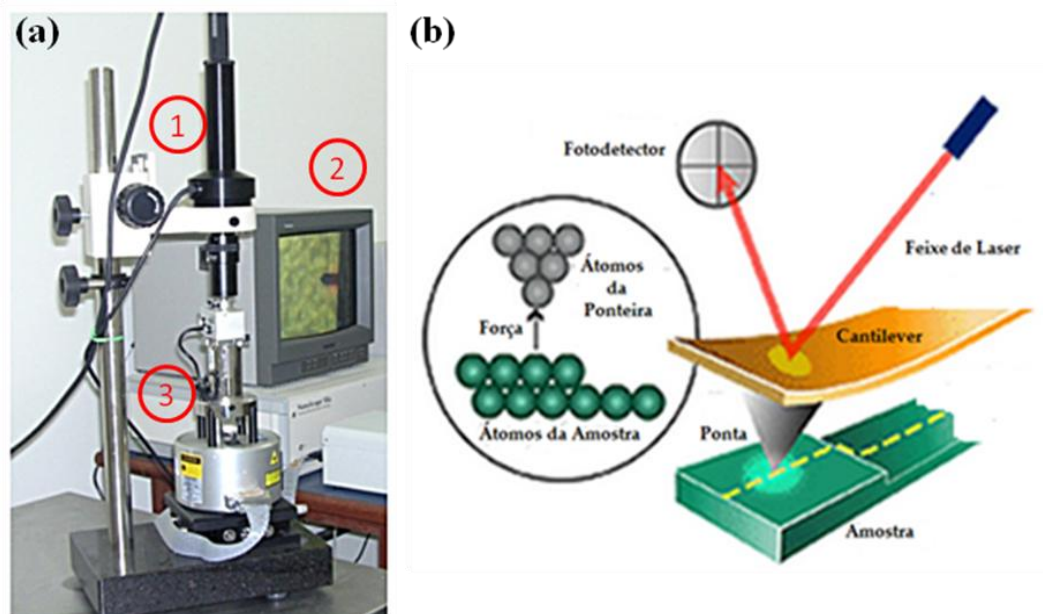 (a)
1
2
3
(b)
Fotodetector
Feixe de Laser
Átomos
da
Ponteira
Força
Cantilever
Átomos da Amostra
Ponta
Amostra